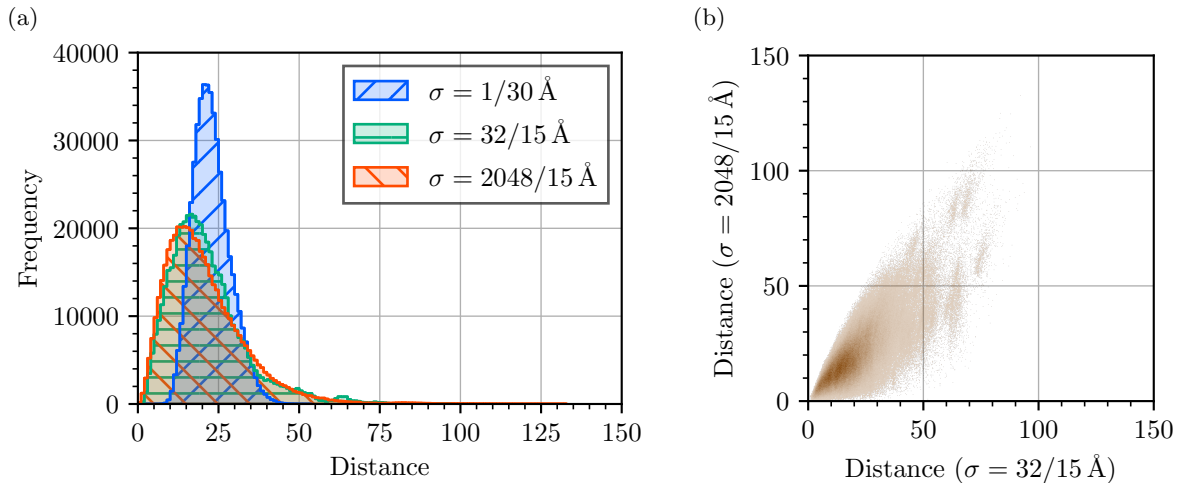 (a)
40000
30000
20000
10000
0
Frequency
0 25 50 75 100 125 150
Distance
σ = 1/30 Å
σ = 32/15 Å
σ = 2048/15 Å
(b)
150
100
50
0
Distance (σ = 2048/15 Å)
0 50 100 150
Distance (σ = 32/15 Å)